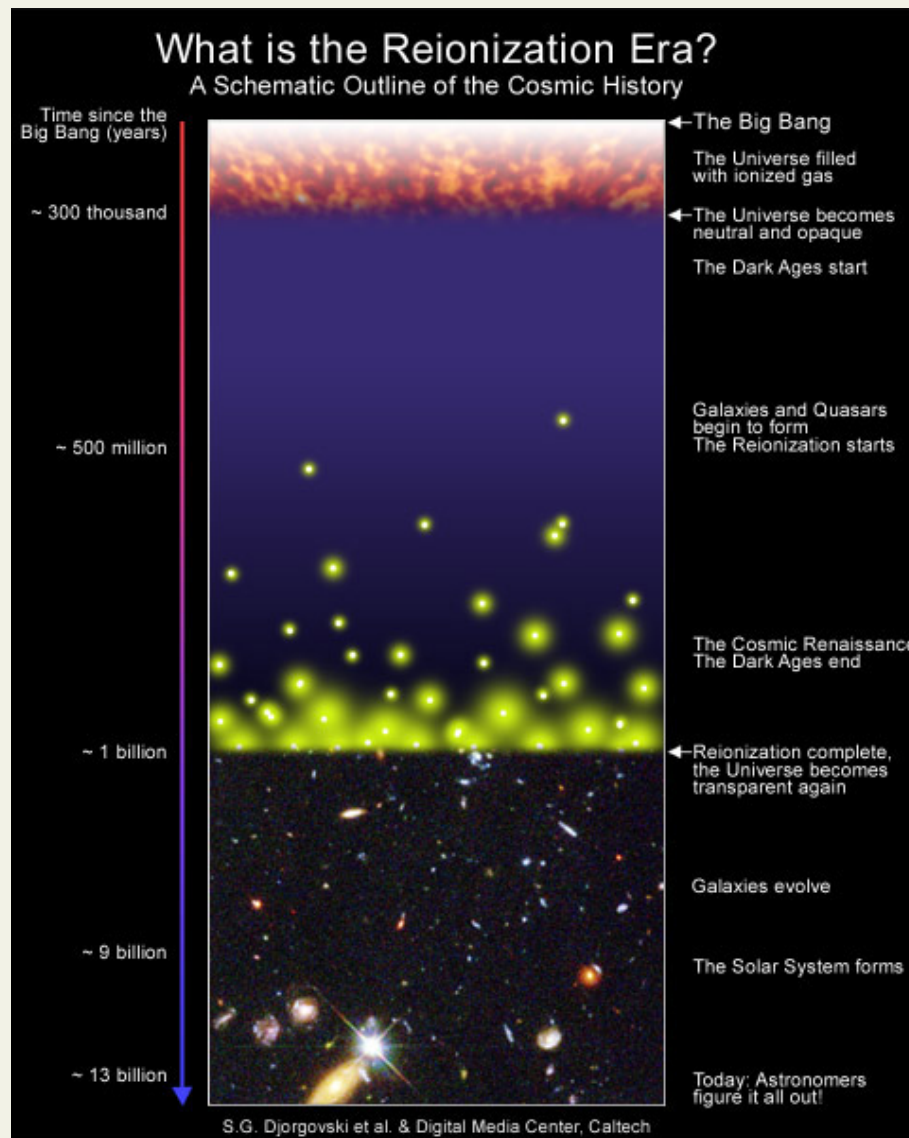 What is the Reionization Era?
A Schematic Outline of the Cosmic History
Time since the
Big Bang (years)
The Big Bang
The Universe filled
with ionized gas
~ 300 thousand
The Universe becomes
neutral and opaque
The Dark Ages start
Galaxies and Quasars
begin to form
The Reionization starts
~ 500 million
The Cosmic Renaissance
The Dark Ages end
~ 1 billion
Reionization complete,
the Universe becomes
transparent again
Galaxies evolve
~ 9 billion
The Solar System forms
~ 13 billion
Today: Astronomers
figure it all out!
S.G. Djorgovski et al. & Digital Media Center, Caltech